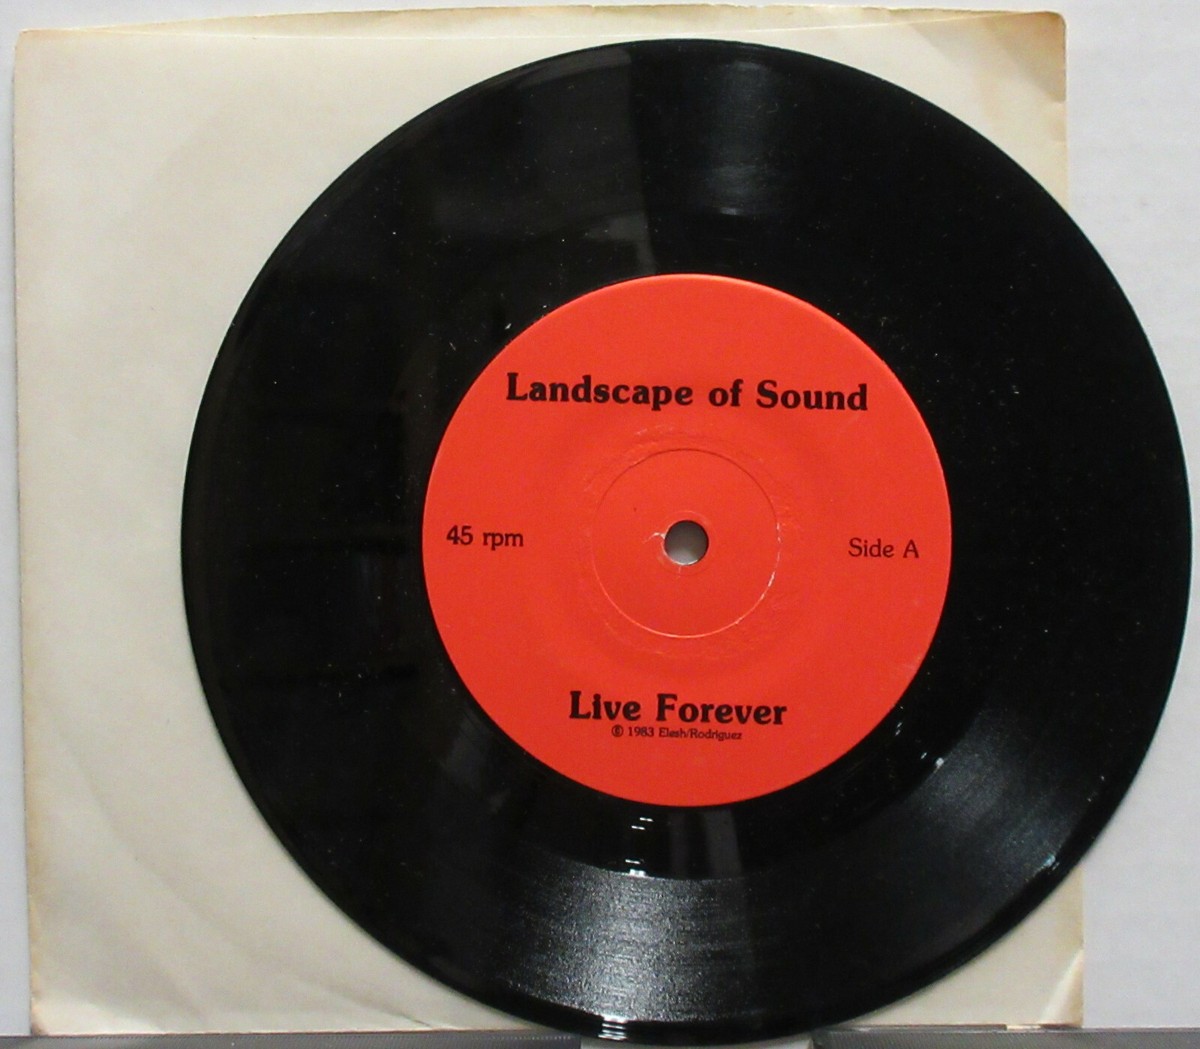 Landscape of Sound
45 rpm
Side A
Live Forever
℗ 1983 Elesh/Rodriguez